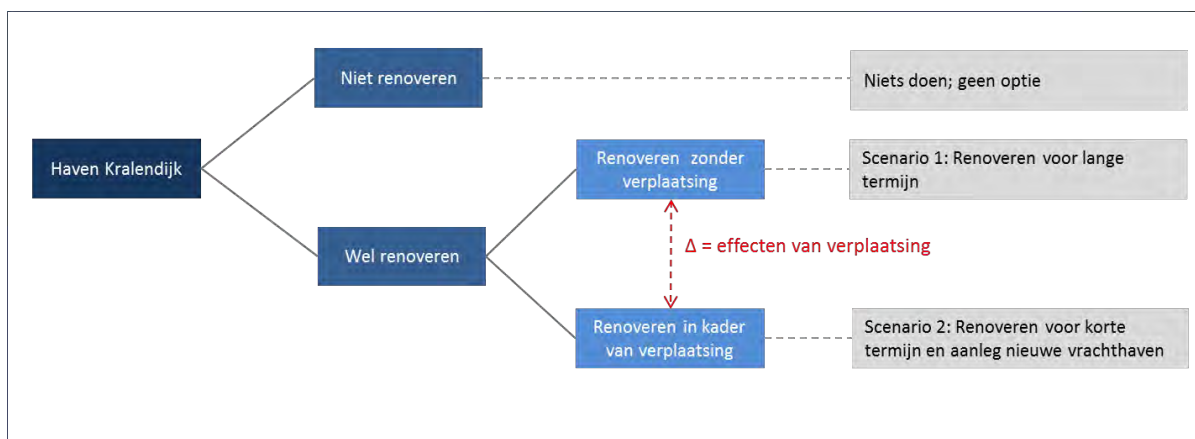 Niet renoveren
Niets doen; geen optie
Haven Kralendijk
Renoveren zonder
verplaatsing
Scenario 1: Renoveren voor lange
termijn
Δ = effecten van verplaatsing
Wel renoveren
Renoveren in kader
van verplaatsing
Scenario 2: Renoveren voor korte
termijn en aanleg nieuwe vrachthaven